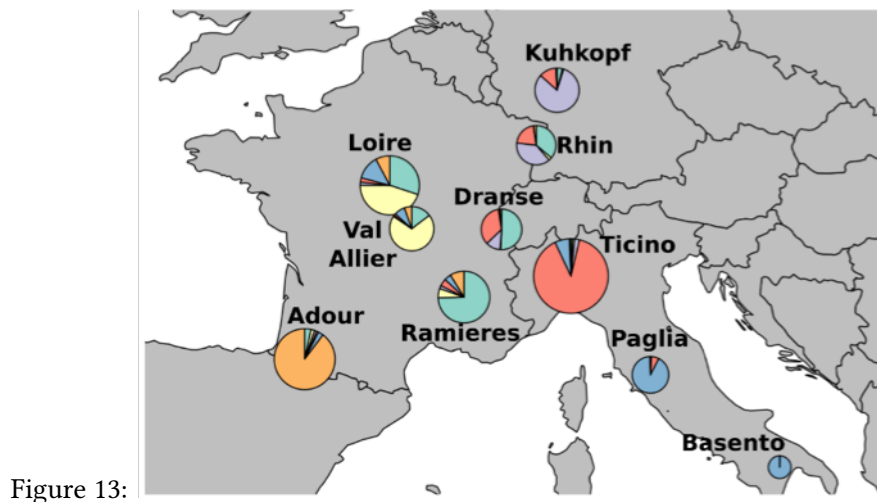 Kuhkopf
Loire
Rhin
Dranse
Val
Allier
Ticino
Adour
Ramieres
Paglia
Basento
Figure 13: